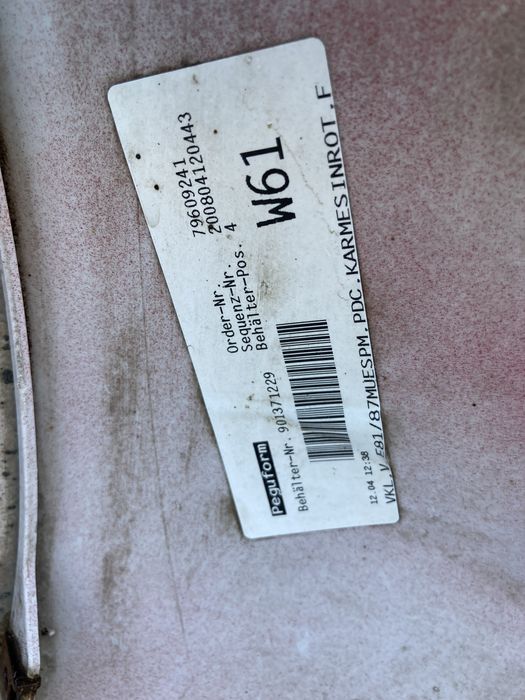 Order-Nr. 79609241
Sequenz-Nr. 200804120443
Behälter-Pos. 4
W61
Peguform
Behälter-Nr. 901371229
12.04 12:38
VKL.V E81/87MUESPM.PDC.KARMESINROT.F